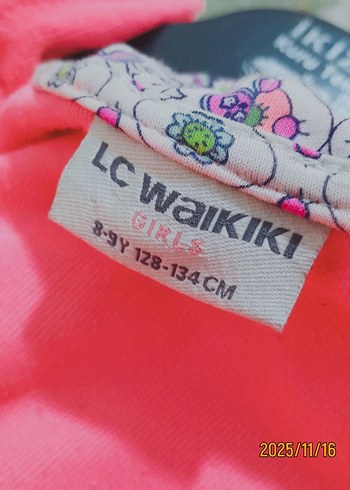 LC WAIKIKI
GIRLS
8-9Y 128-134 CM
2025/11/16